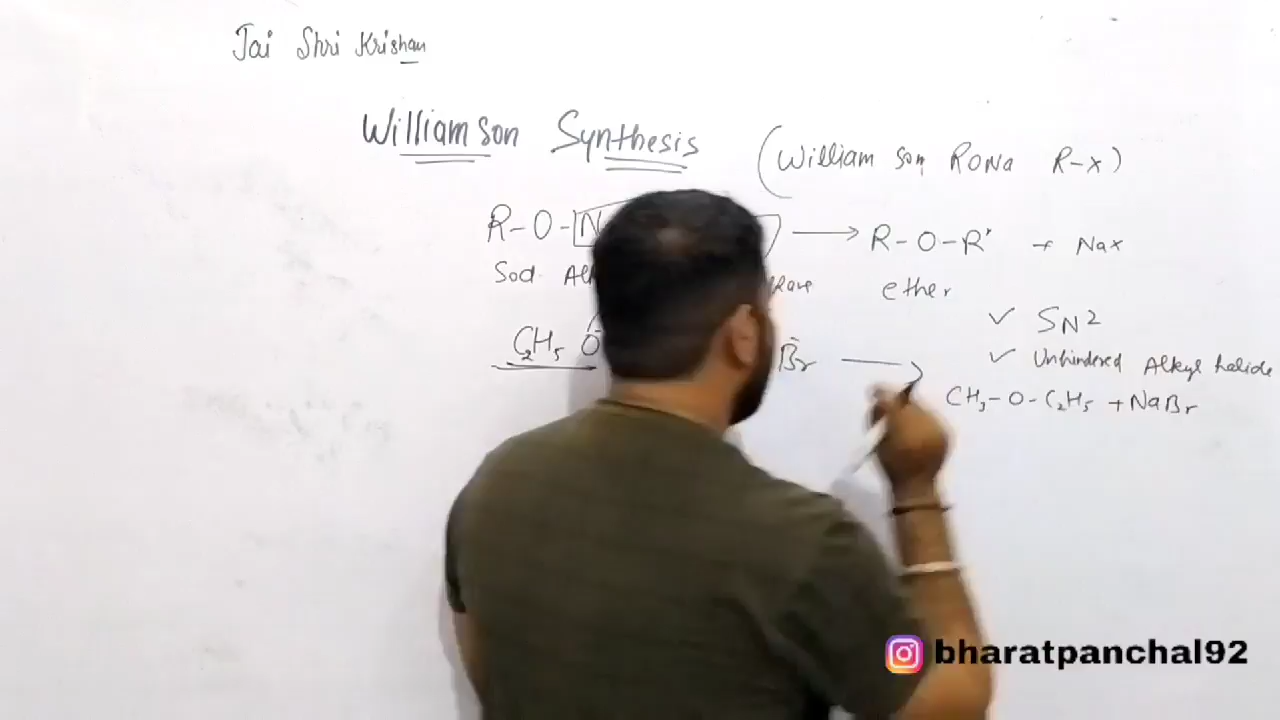 Jai Shri Krishan
Williamson Synthesis
(William son, RONa R-X)
R-O-N → R-O-R' + NaX
Sod. ether
✓ SN2
✓ Unhindered Alkyl halide
C₂H₅ O Br → CH₃-O-C₂H₅ + NaBr
bharatpanchal92